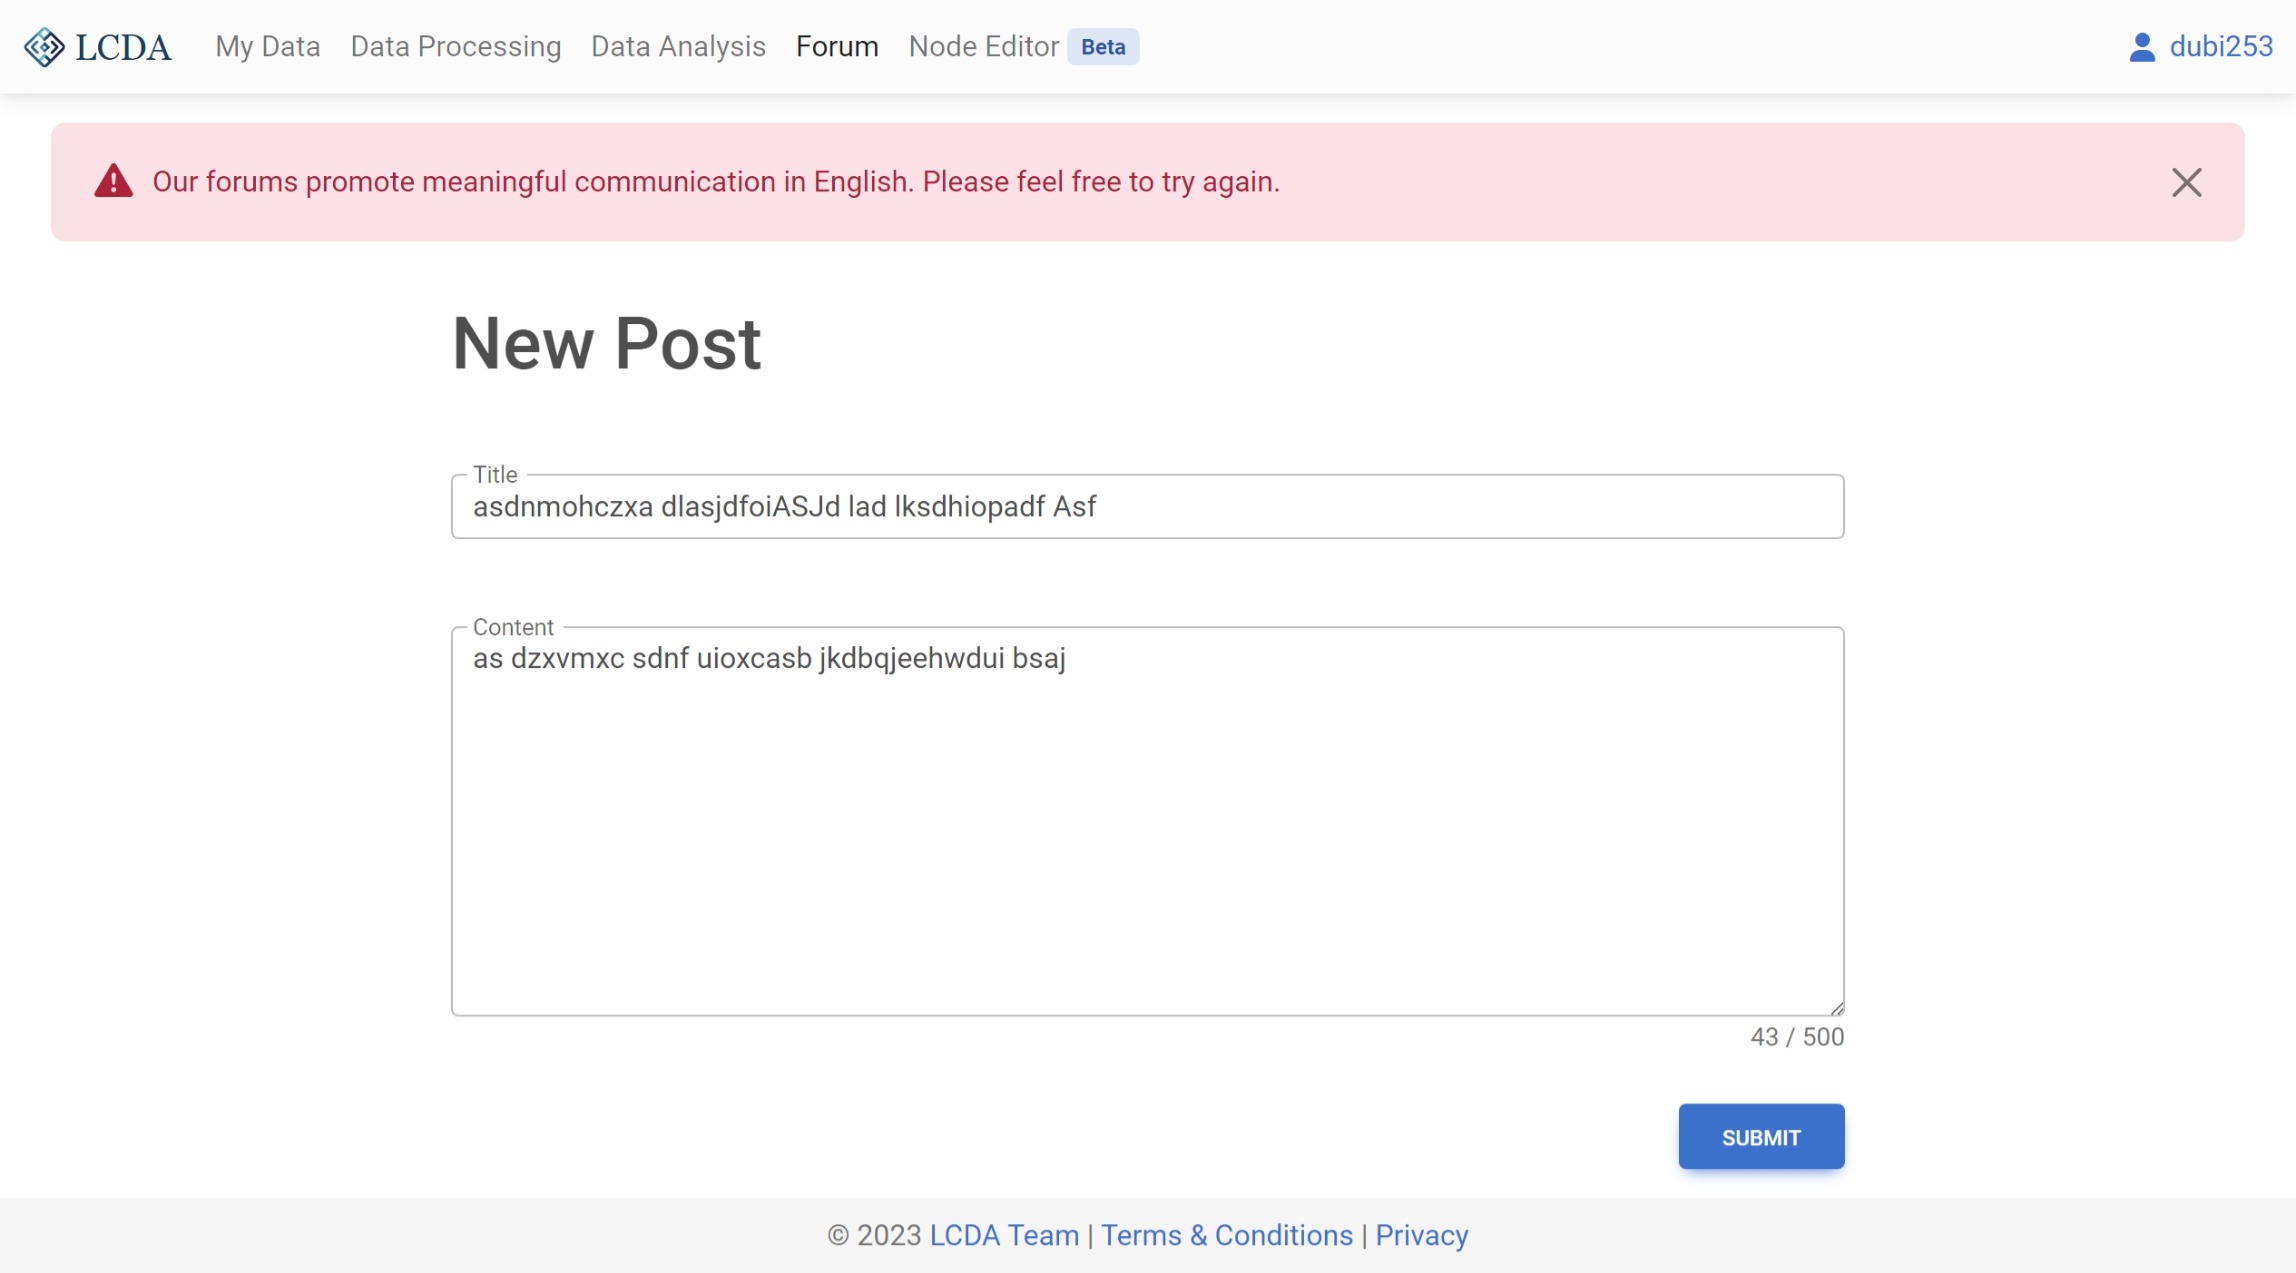 LCDA My Data Data Processing Data Analysis Forum Node Editor Beta dubi253
Our forums promote meaningful communication in English. Please feel free to try again.
New Post
Title
asdnmohczxa dlasjdfoiASJd lad lksdhiopadf Asf
Content
as dzxvmxc sdnf uioxcasb jkdbqjeehwdui bsaj
43 / 500
SUBMIT
© 2023 LCDA Team | Terms & Conditions | Privacy